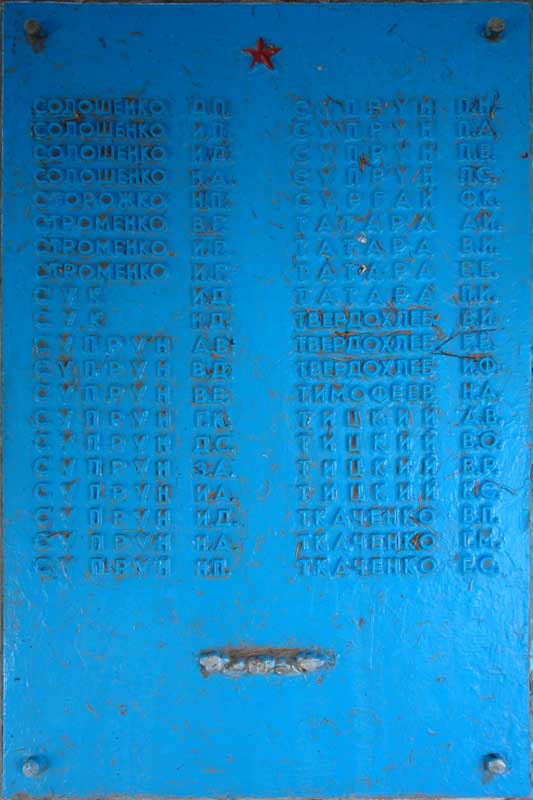 СОЛОШЕНКО Д.П.
СОЛОШЕНКО И.П.
СОЛОШЕНКО И.Д.
СОЛОШЕНКО Н.А.
СТОРОЖКО Н.П.
СТРОМЕНКО В.Г.
СТРОМЕНКО И.Е.
СТРОМЕНКО И.Г.
СУК И.Д.
СУК Н.Д.
СУПРУН А.В.
СУПРУН В.Д.
СУПРУН В.Е.
СУПРУН Г.К.
СУПРУН Д.С.
СУПРУН З.А.
СУПРУН И.А.
СУПРУН И.Д.
СУПРУН Н.А.
СУПРУН Н.П.
СУПРУН П.Н.
СУПРУН П.А.
СУПРУН П.Е.
СУПРУН П.С.
СУРГАЙ Ф.К.
ТАТАРА А.И.
ТАТАРА В.И.
ТАТАРА Е.Е.
ТАТАРА Г.И.
ТВЕРДОХЛЕБ В.И.
ТВЕРДОХЛЕБ
ТВЕРДОХЛЕБ И.Ф.
ТИМОФЕЕВ Н.А.
ТИЦКИЙ А.В.
ТИЦКИЙ В.О.
ТИЦКИЙ В.Р.
ТИЦКИЙ К.С.
ТКАЧЕНКО В.П.
ТКАЧЕНКО Г.М.
ТКАЧЕНКО Г.С.